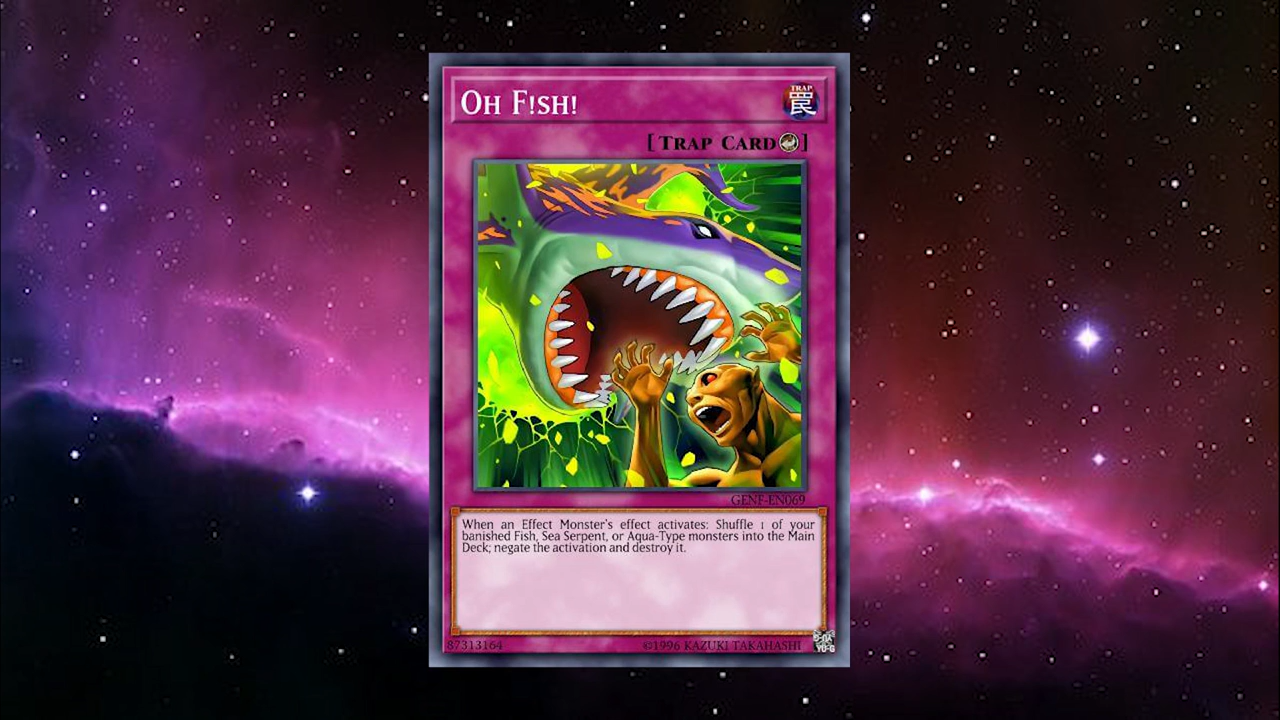 OH F!SH!
TRAP
罠
[TRAP CARD]
GENF-EN069
When an Effect Monster's effect activates: Shuffle 1 of your
banished Fish, Sea Serpent, or Aqua-Type monsters into the Main
Deck; negate the activation and destroy it.
87313164
©1996 KAZUKI TAKAHASHI